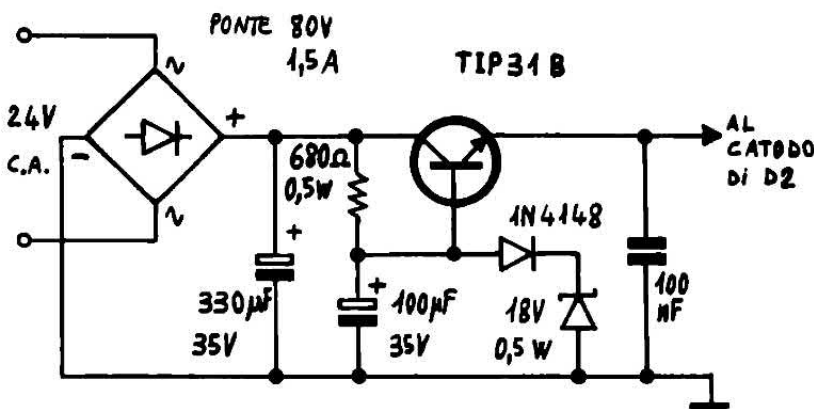 PONTE 80V
1,5A
TIP31B
24V
C.A.
~
~
-
+
680Ω
0,5W
+
330µF
35V
+
100µF
35V
1N4148
18V
0,5W
100
nF
AL
CATODO
Di D2